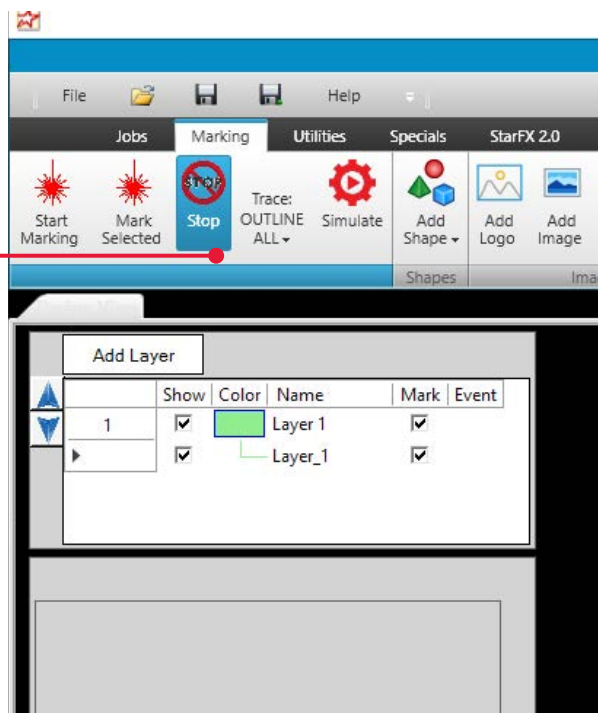 File Help
Jobs Marking Utilities Specials StarFX 2.0
Start Marking
Mark Selected
STOP
Stop
Trace: OUTLINE ALL
Simulate
Add Shape
Add Logo
Add Image
Shapes Ima
Add Layer
Show Color Name Mark Event
1 Layer 1
Layer_1